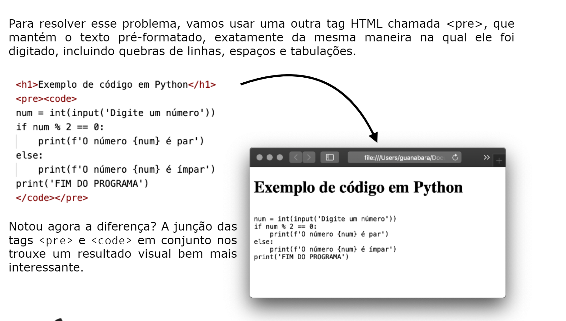 Para resolver esse problema, vamos usar uma outra tag HTML chamada <pre>, que
mantém o texto pré-formatado, exatamente da mesma maneira na qual ele foi
digitado, incluindo quebras de linhas, espaços e tabulações.
<h1>Exemplo de código em Python</h1>
<pre><code>
num = int(input('Digite um número'))
if num % 2 == 0:
    print(f'O número {num} é par')
else:
    print(f'O número {num} é ímpar')
print('FIM DO PROGRAMA')
</code></pre>
Notou agora a diferença? A junção das
tags <pre> e <code> em conjunto nos
trouxe um resultado visual bem mais
interessante.
file:///Users/guanabara/Do
Exemplo de código em Python
num = int(input('Digite um número'))
if num % 2 == 0:
    print(f'O número {num} é par')
else:
    print(f'O número {num} é ímpar')
print('FIM DO PROGRAMA')